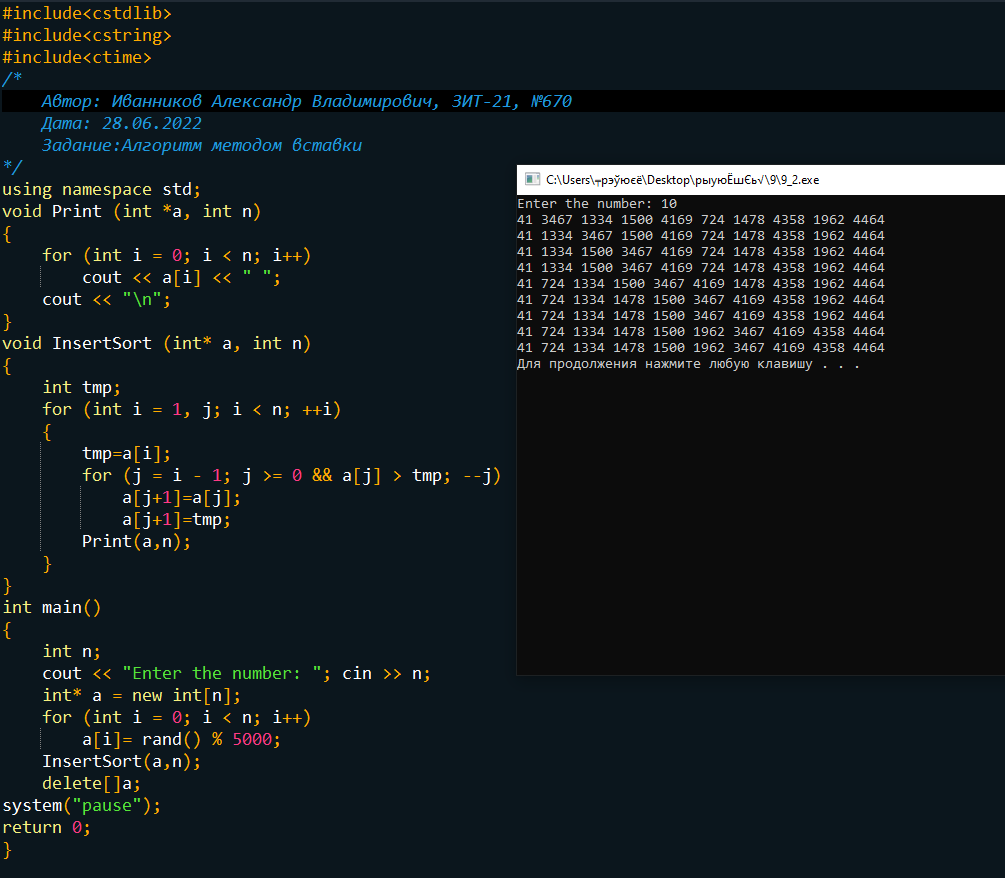 #include<cstdlib>
#include<cstring>
#include<ctime>
/*
    Автор: Иванников Александр Владимирович, ЗИТ-21, №670
    Дата: 28.06.2022
    Задание:Алгоритм методом вставки
*/
using namespace std;
void Print (int *a, int n)
{
    for (int i = 0; i < n; i++)
        cout << a[i] << " ";
    cout << "\n";
}
void InsertSort (int* a, int n)
{
    int tmp;
    for (int i = 1, j; i < n; ++i)
    {
        tmp=a[i];
        for (j = i - 1; j >= 0 && a[j] > tmp; --j)
            a[j+1]=a[j];
            a[j+1]=tmp;
        Print(a,n);
    }
}
int main()
{
    int n;
    cout << "Enter the number: "; cin >> n;
    int* a = new int[n];
    for (int i = 0; i < n; i++)
        a[i]= rand() % 5000;
    InsertSort(a,n);
    delete[]a;
system("pause");
return 0;
}
C:\Users\┬рэўюєё\Desktop\рыуюЁшЄь√\9\9_2.exe
Enter the number: 10
41 3467 1334 1500 4169 724 1478 4358 1962 4464
41 1334 3467 1500 4169 724 1478 4358 1962 4464
41 1334 1500 3467 4169 724 1478 4358 1962 4464
41 1334 1500 3467 4169 724 1478 4358 1962 4464
41 724 1334 1500 3467 4169 1478 4358 1962 4464
41 724 1334 1478 1500 3467 4169 4358 1962 4464
41 724 1334 1478 1500 3467 4169 4358 1962 4464
41 724 1334 1478 1500 1962 3467 4169 4358 4464
41 724 1334 1478 1500 1962 3467 4169 4358 4464
Для продолжения нажмите любую клавишу . . .